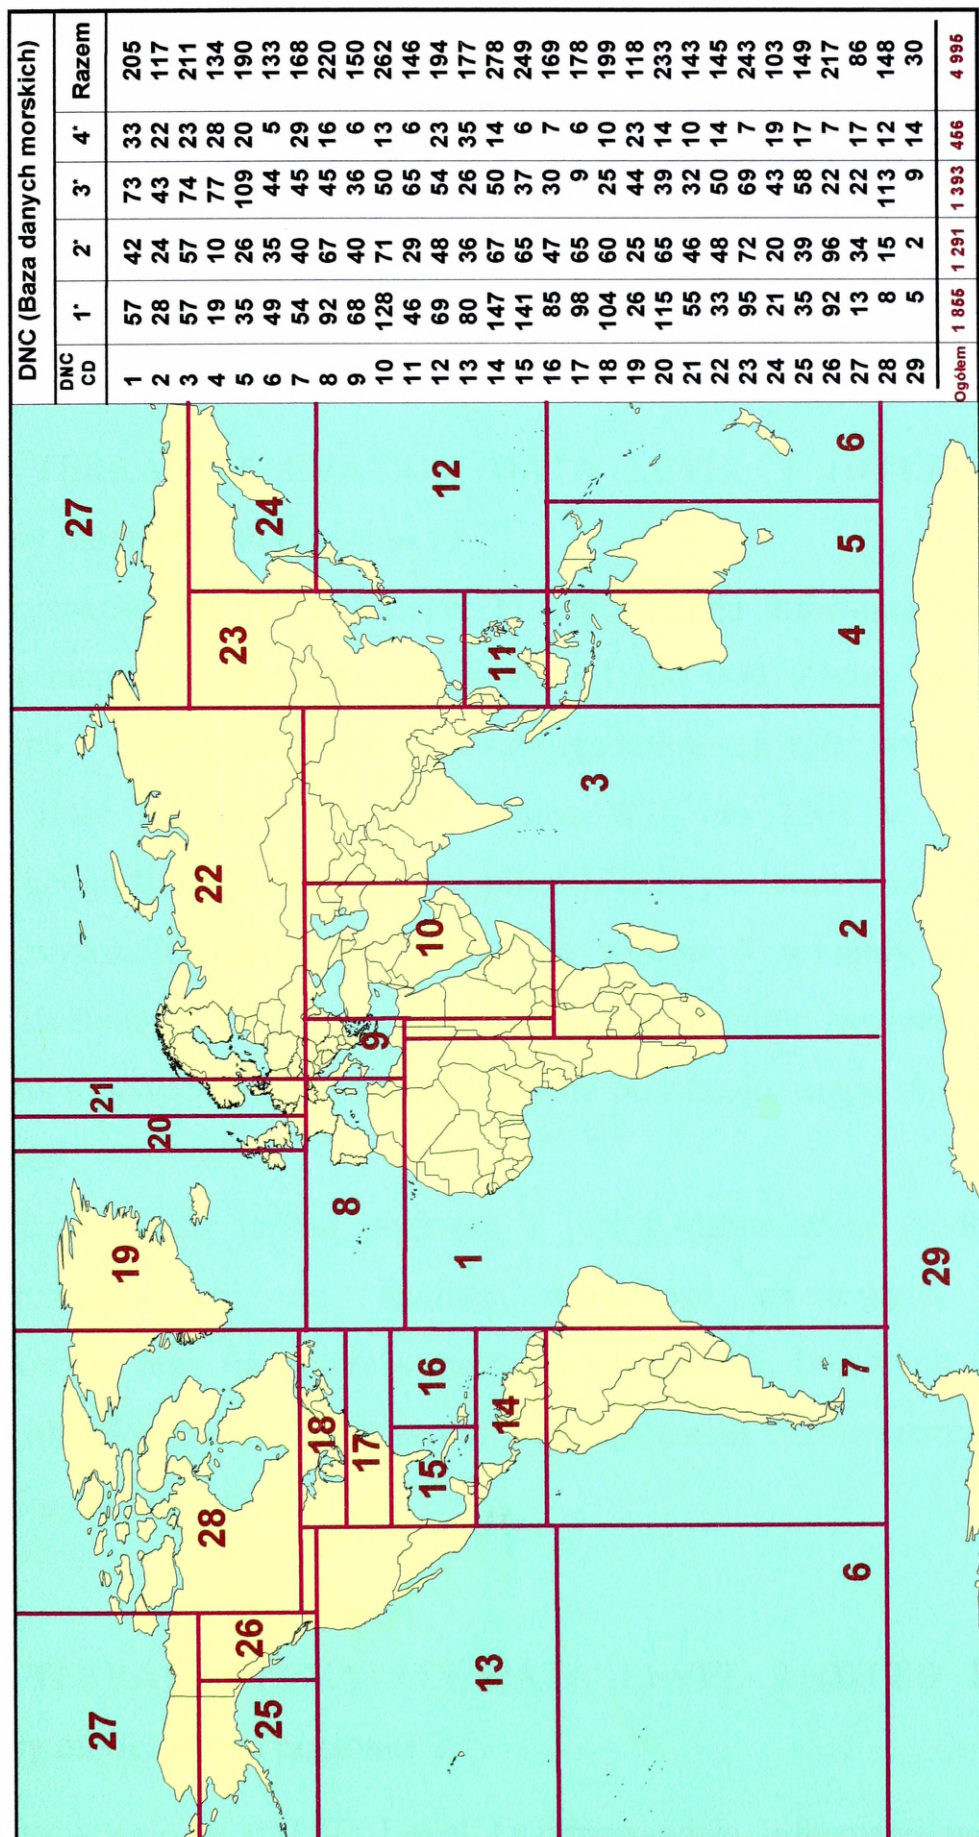 DNC (Baza danych morskich)
DNC CD 1* 2* 3* 4* Razem
1 57 42 73 33 205
2 28 24 43 22 117
3 57 57 74 23 211
4 19 10 77 28 134
5 35 26 109 20 190
6 49 35 44 5 133
7 54 40 45 29 168
8 92 67 45 16 220
9 68 40 36 6 150
10 128 71 50 13 262
11 46 29 65 6 146
12 69 48 54 23 194
13 80 36 26 35 177
14 147 67 50 14 278
15 141 65 37 6 249
16 85 47 30 7 169
17 98 65 9 6 178
18 104 60 25 10 199
19 26 25 44 23 118
20 115 65 39 14 233
21 55 46 32 10 143
22 33 48 50 14 145
23 95 72 69 7 243
24 21 20 43 19 103
25 35 39 58 17 149
26 92 96 22 7 217
27 13 34 22 17 86
28 8 15 113 12 148
29 5 2 9 14 30
Ogółem 1 855 1 291 1 393 456 4 995
27
27
19
20
21
28
22
23
25
26
24
18
8
17
9
15
16
10
11
12
13
14
1
3
6
7
2
4
5
6
29